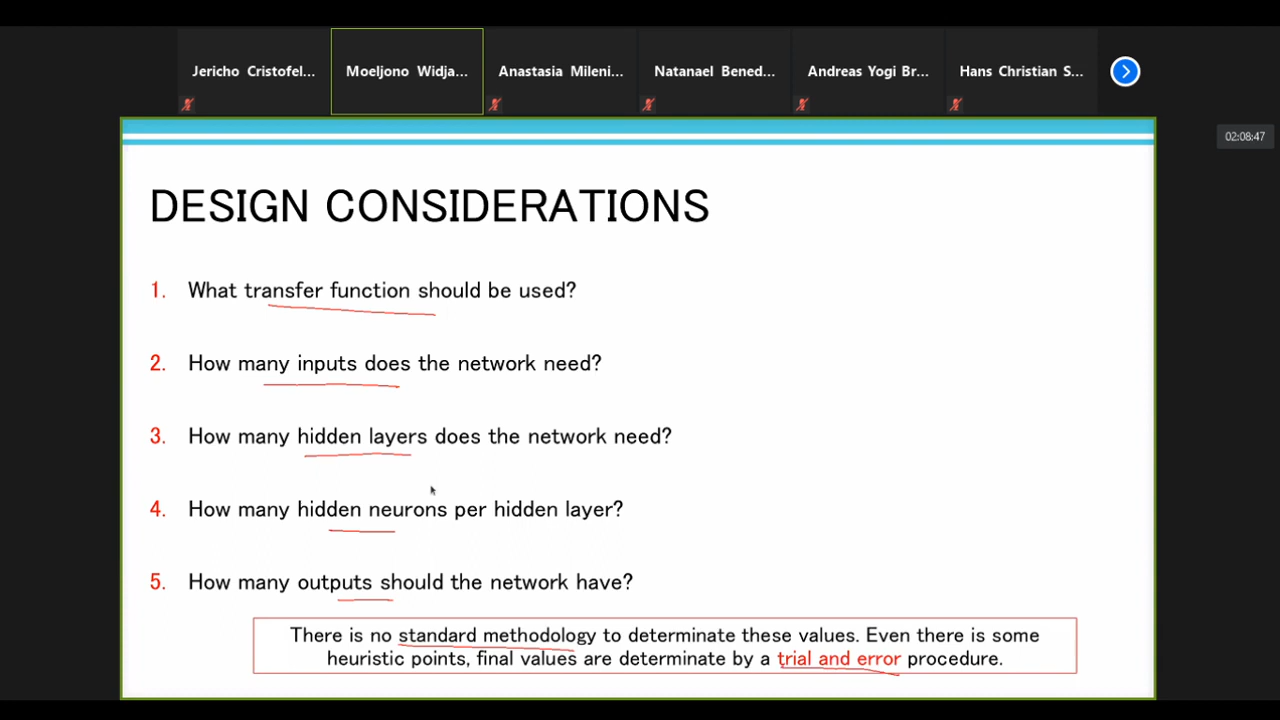 Jericho Cristofel...
Moeljono Widja...
Anastasia Mileni...
Natanael Bened...
Andreas Yogi Br...
Hans Christian S...
02:08:47
DESIGN CONSIDERATIONS
1. What transfer function should be used?
2. How many inputs does the network need?
3. How many hidden layers does the network need?
4. How many hidden neurons per hidden layer?
5. How many outputs should the network have?
There is no standard methodology to determinate these values. Even there is some
heuristic points, final values are determinate by a trial and error procedure.